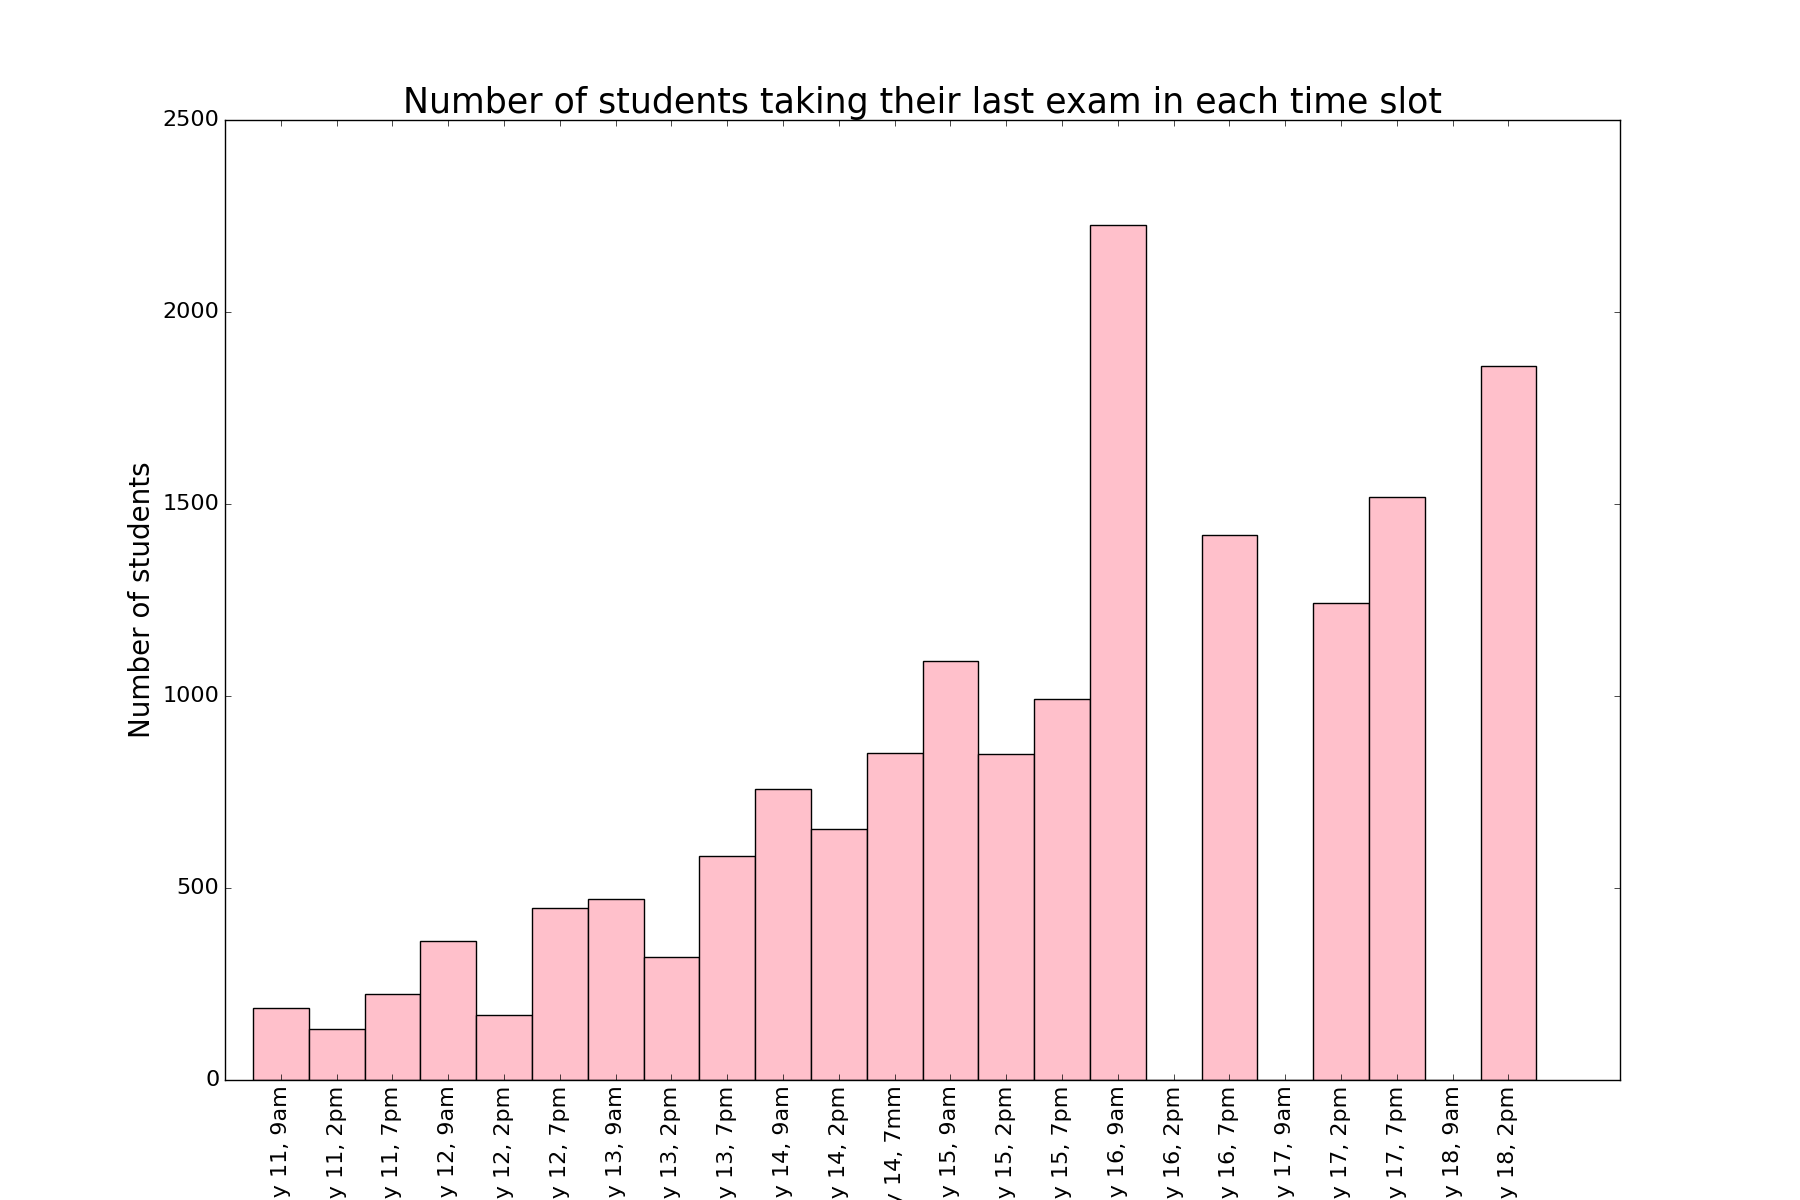 Number of students taking their last exam in each time slot
Number of students
2500
2000
1500
1000
500
0
y 11, 9am
y 11, 2pm
y 11, 7pm
y 12, 9am
y 12, 2pm
y 12, 7pm
y 13, 9am
y 13, 2pm
y 13, 7pm
y 14, 9am
y 14, 2pm
y 14, 7mm
y 15, 9am
y 15, 2pm
y 15, 7pm
y 16, 9am
y 16, 2pm
y 16, 7pm
y 17, 9am
y 17, 2pm
y 17, 7pm
y 18, 9am
y 18, 2pm